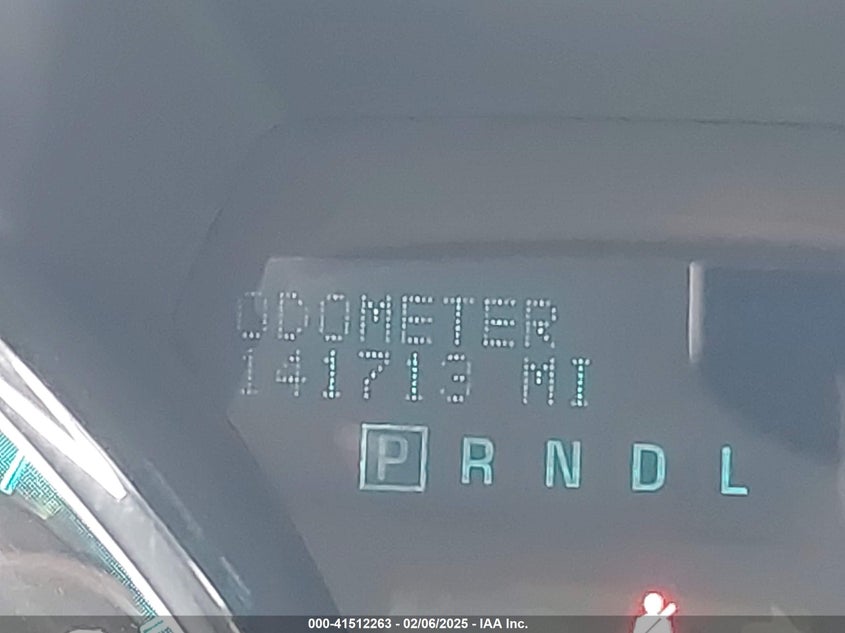 ODOMETER
141713 MI
P R N D L
000-41512263 - 02/06/2025 - IAA Inc.